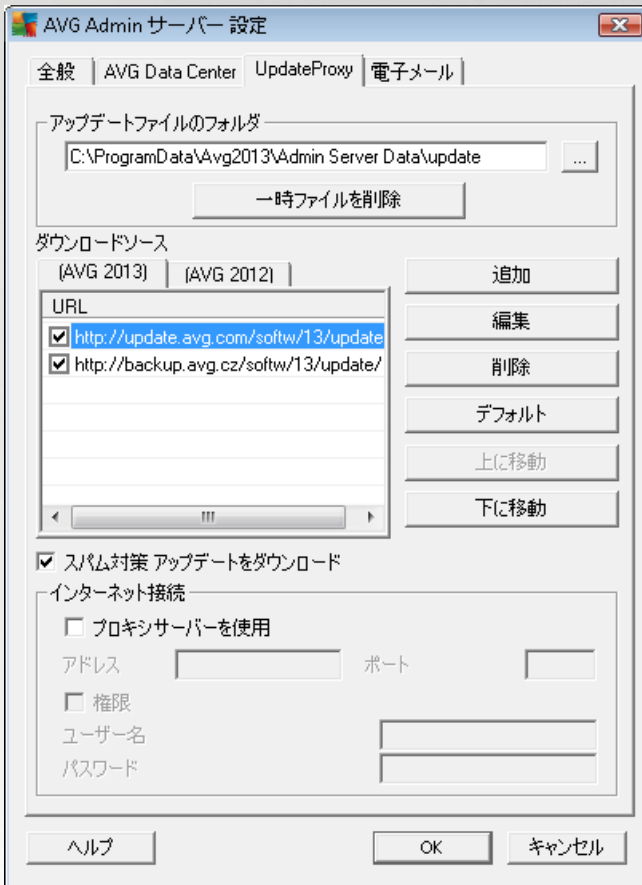 AVG Admin サーバー 設定
全般 AVG Data Center UpdateProxy 電子メール
アップデートファイルのフォルダ
C:\ProgramData\Avg2013\Admin Server Data\update ...
一時ファイルを削除
ダウンロードソース
(AVG 2013) (AVG 2012)
URL
http://update.avg.com/softw/13/update
http://backup.avg.cz/softw/13/update/
追加
編集
削除
デフォルト
上に移動
下に移動
スパム対策 アップデートをダウンロード
インターネット接続
プロキシサーバーを使用
アドレス ポート
権限
ユーザー名
パスワード
ヘルプ OK キャンセル